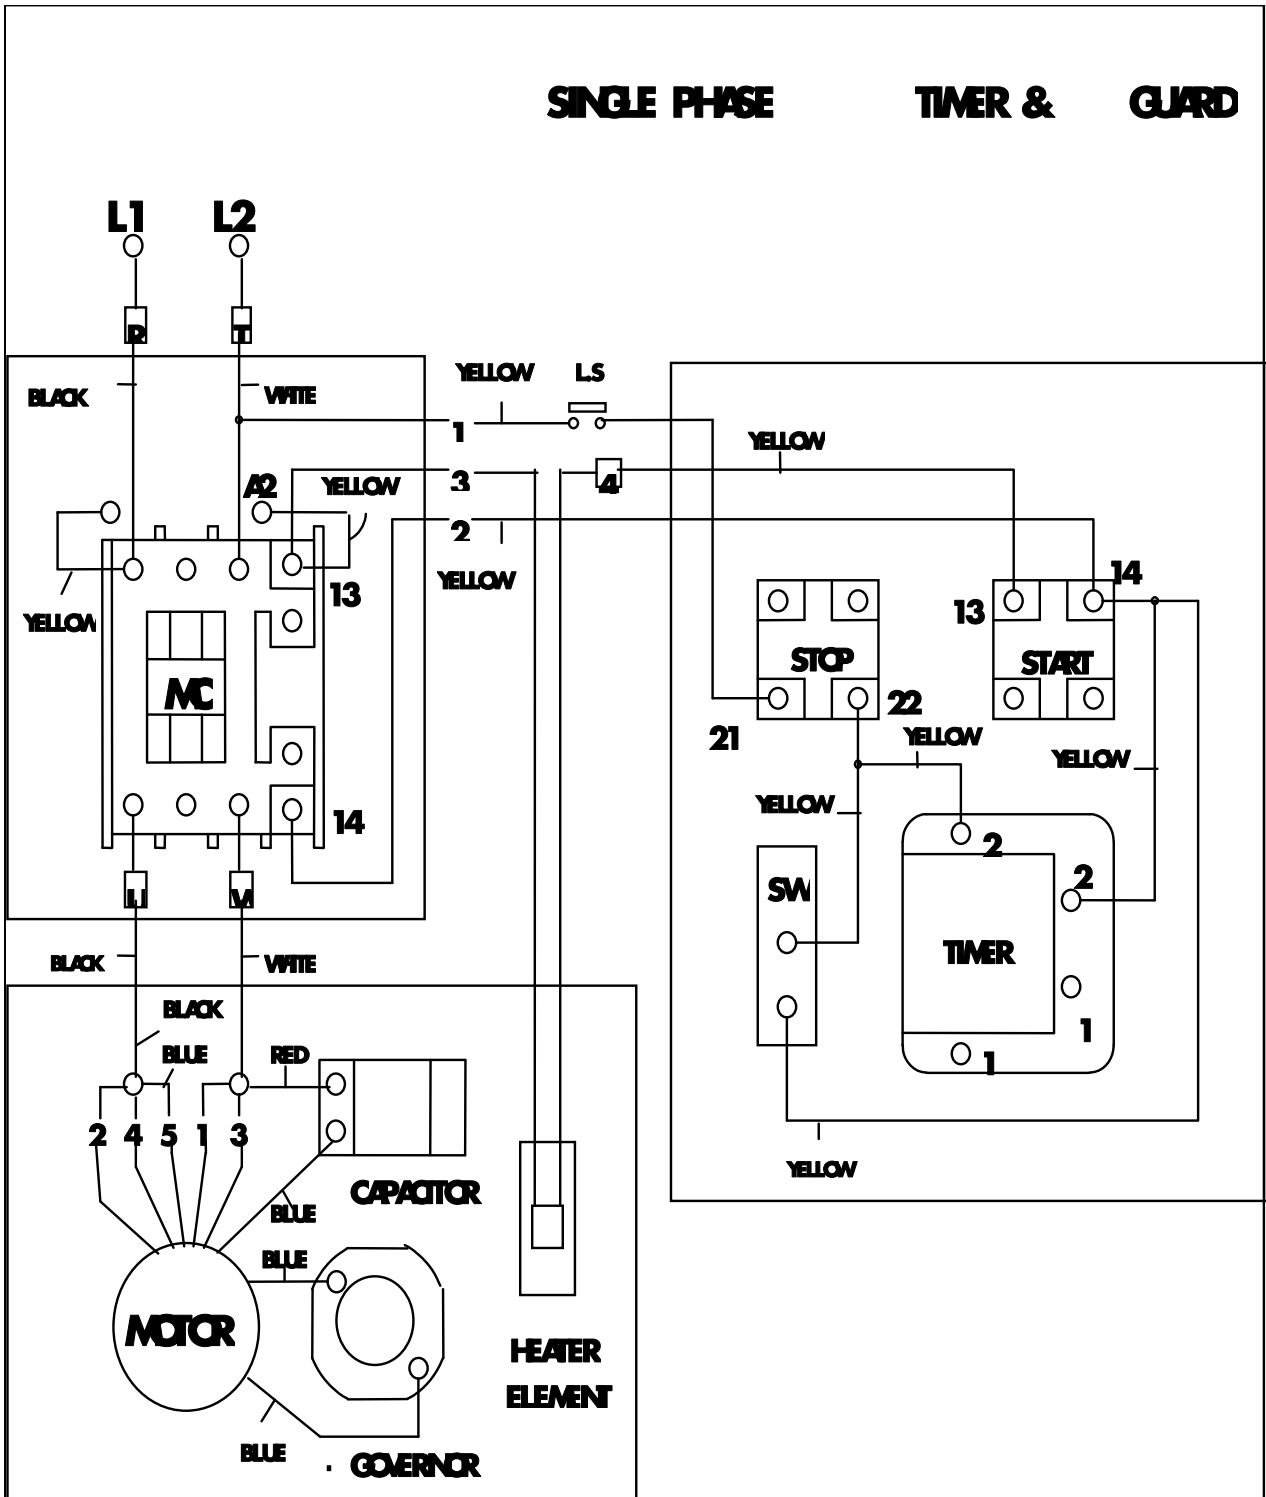 SINGLE PHASE TIMER & GUARD
L1 L2
R T
BLACK WHITE
YELLOW L.S
1
YELLOW
A2 YELLOW
3 4
2
YELLOW
13
14
13
YELLOW
MC
STOP START
21 22
YELLOW YELLOW
YELLOW
14
U V
SW
2
2
TIMER
1
1
BLACK WHITE
BLACK
BLUE RED
2 4 5 1 3
CAPACITOR
YELLOW
BLUE
BLUE
MOTOR
HEATER
ELEMENT
BLUE
. GOVERNOR